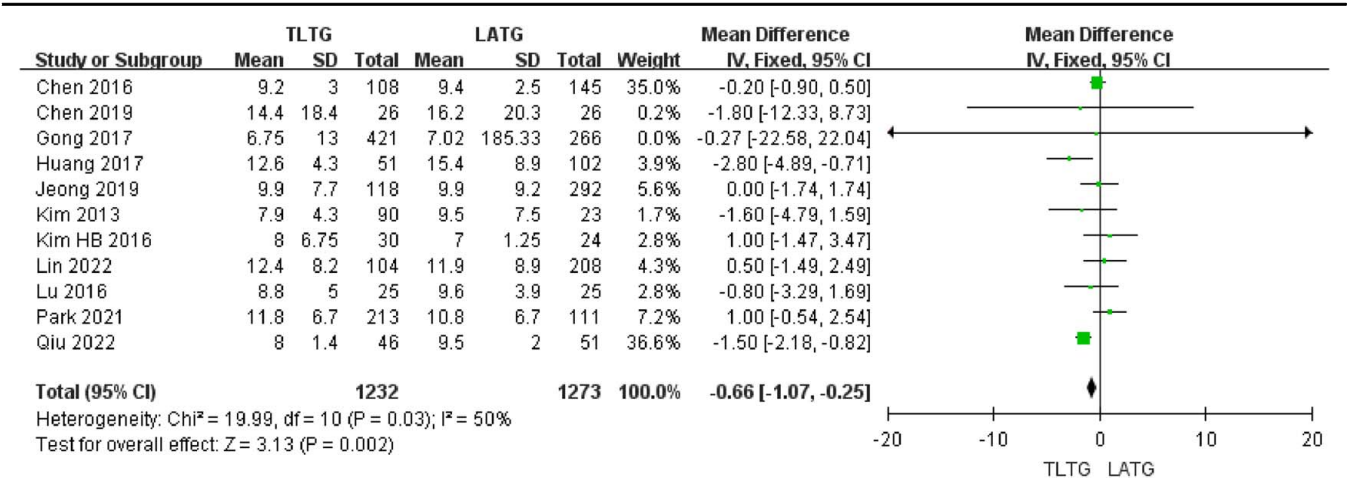 TLTG LATG Mean Difference Mean Difference
Study or Subgroup Mean SD Total Mean SD Total Weight IV, Fixed, 95% CI IV, Fixed, 95% CI
Chen 2016 9.2 3 108 9.4 2.5 145 35.0% -0.20 [-0.90, 0.50]
Chen 2019 14.4 18.4 26 16.2 20.3 26 0.2% -1.80 [-12.33, 8.73]
Gong 2017 6.75 13 421 7.02 185.33 266 0.0% -0.27 [-22.58, 22.04]
Huang 2017 12.6 4.3 51 15.4 8.9 102 3.9% -2.80 [-4.89, -0.71]
Jeong 2019 9.9 7.7 118 9.9 9.2 292 5.6% 0.00 [-1.74, 1.74]
Kim 2013 7.9 4.3 90 9.5 7.5 23 1.7% -1.60 [-4.79, 1.59]
Kim HB 2016 8 6.75 30 7 1.25 24 2.8% 1.00 [-1.47, 3.47]
Lin 2022 12.4 8.2 104 11.9 8.9 208 4.3% 0.50 [-1.49, 2.49]
Lu 2016 8.8 5 25 9.6 3.9 25 2.8% -0.80 [-3.29, 1.69]
Park 2021 11.8 6.7 213 10.8 6.7 111 7.2% 1.00 [-0.54, 2.54]
Qiu 2022 8 1.4 46 9.5 2 51 36.6% -1.50 [-2.18, -0.82]
Total (95% CI) 1232 1273 100.0% -0.66 [-1.07, -0.25]
Heterogeneity: Chi² = 19.99, df = 10 (P = 0.03); I² = 50%
Test for overall effect: Z = 3.13 (P = 0.002)
-20 -10 0 10 20
TLTG LATG